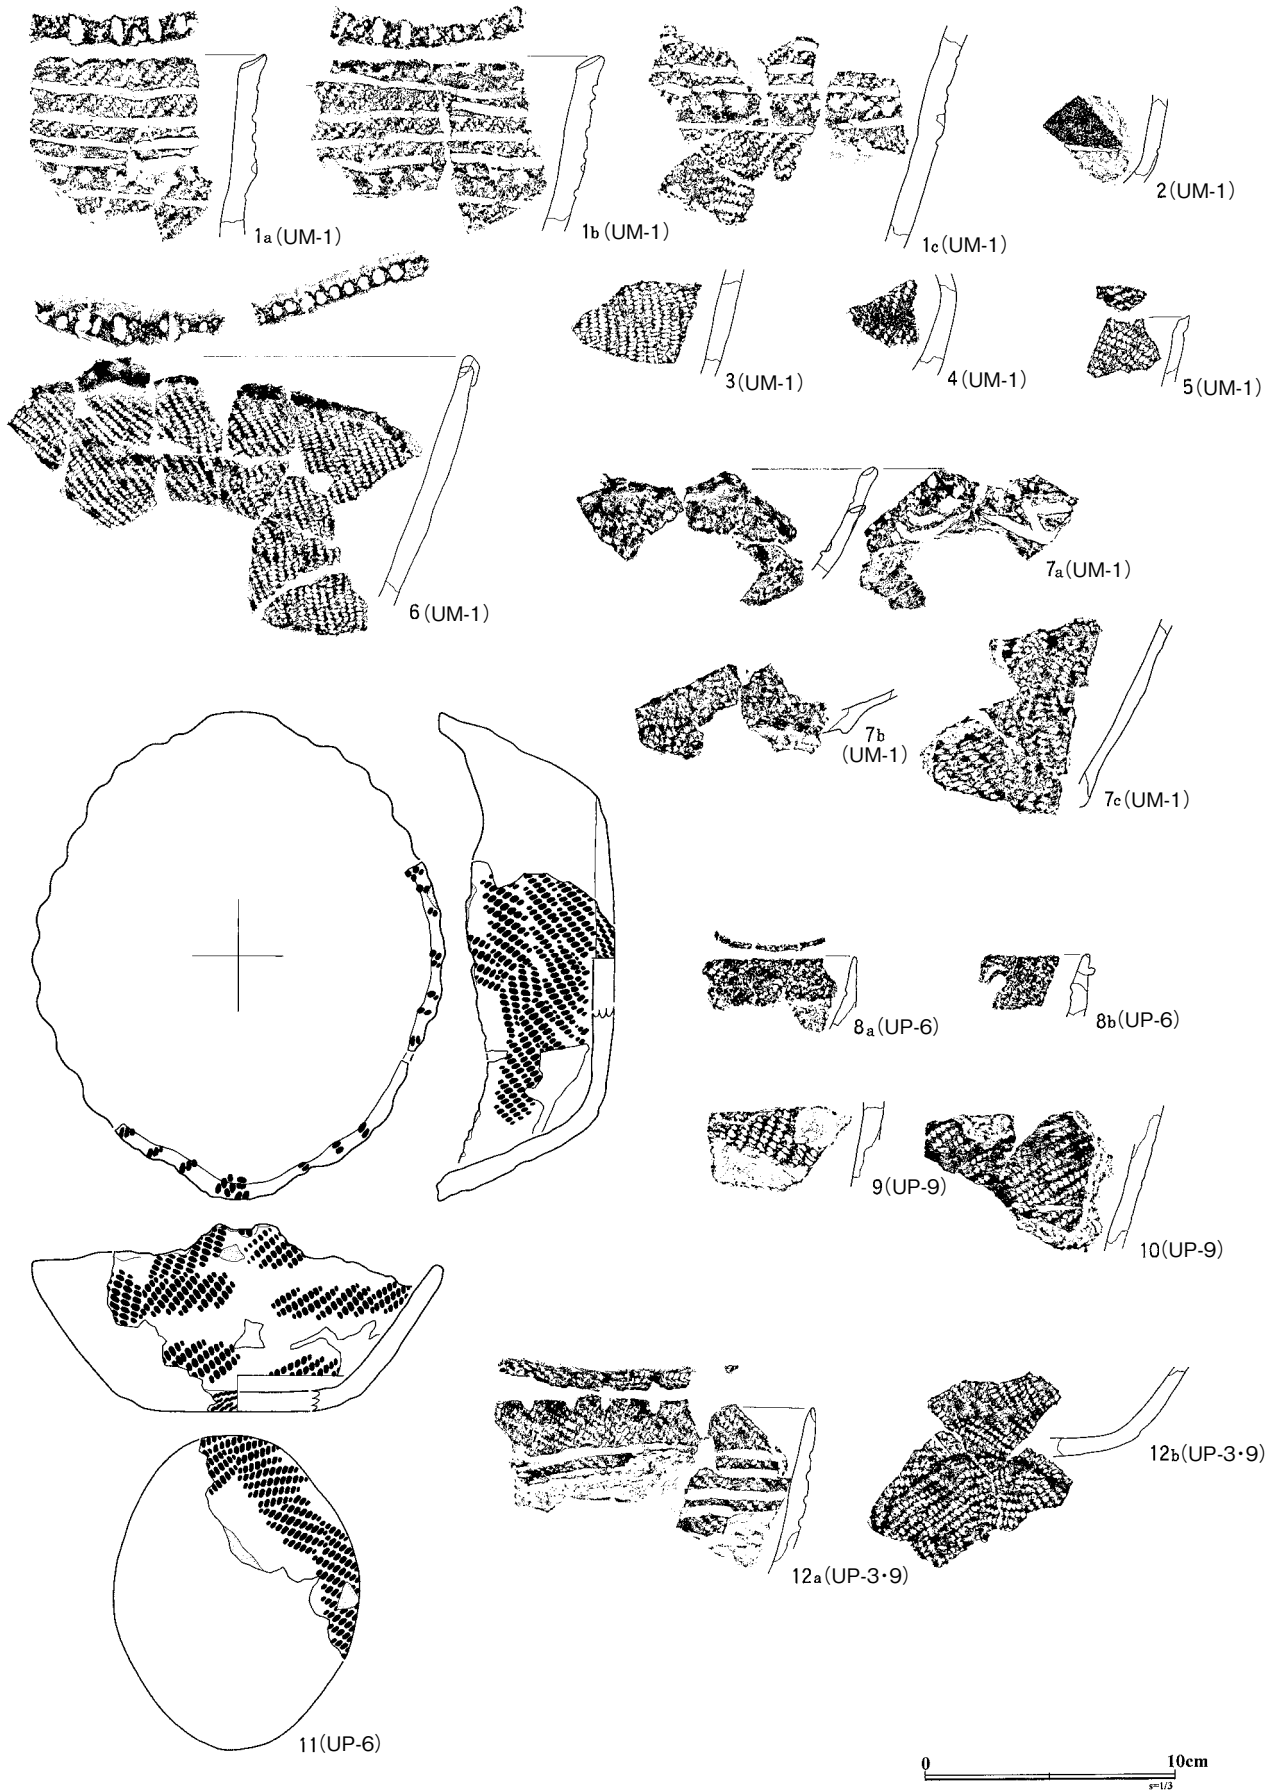 1a(UM-1)
1b(UM-1)
1c(UM-1)
2(UM-1)
3(UM-1)
4(UM-1)
5(UM-1)
6(UM-1)
7a(UM-1)
7b
(UM-1)
7c(UM-1)
8a(UP-6)
8b(UP-6)
9(UP-9)
10(UP-9)
11(UP-6)
12a(UP-3・9)
12b(UP-3・9)
0 10cm
s=1/3